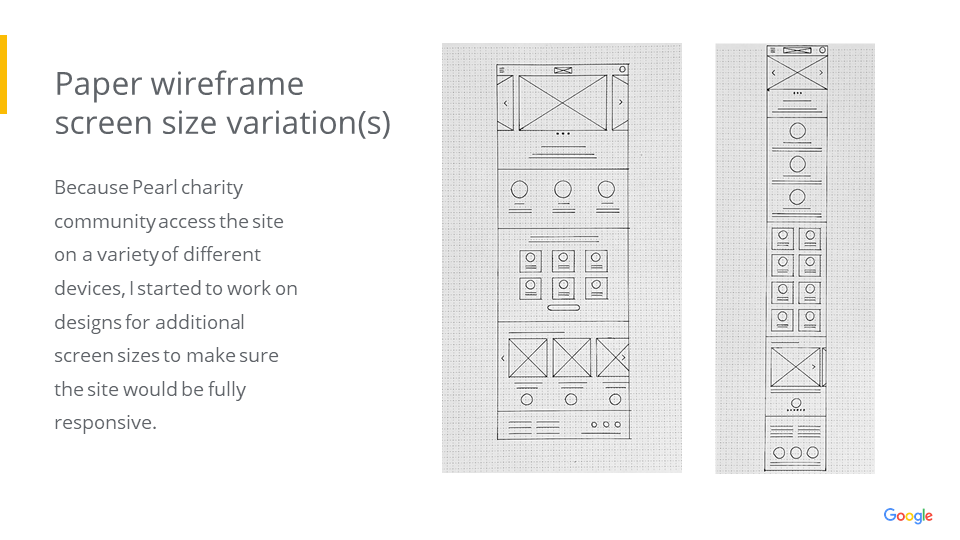 Paper wireframe
screen size variation(s)
Because Pearl charity
community access the site
on a variety of different
devices, I started to work on
designs for additional
screen sizes to make sure
the site would be fully
responsive.
Google